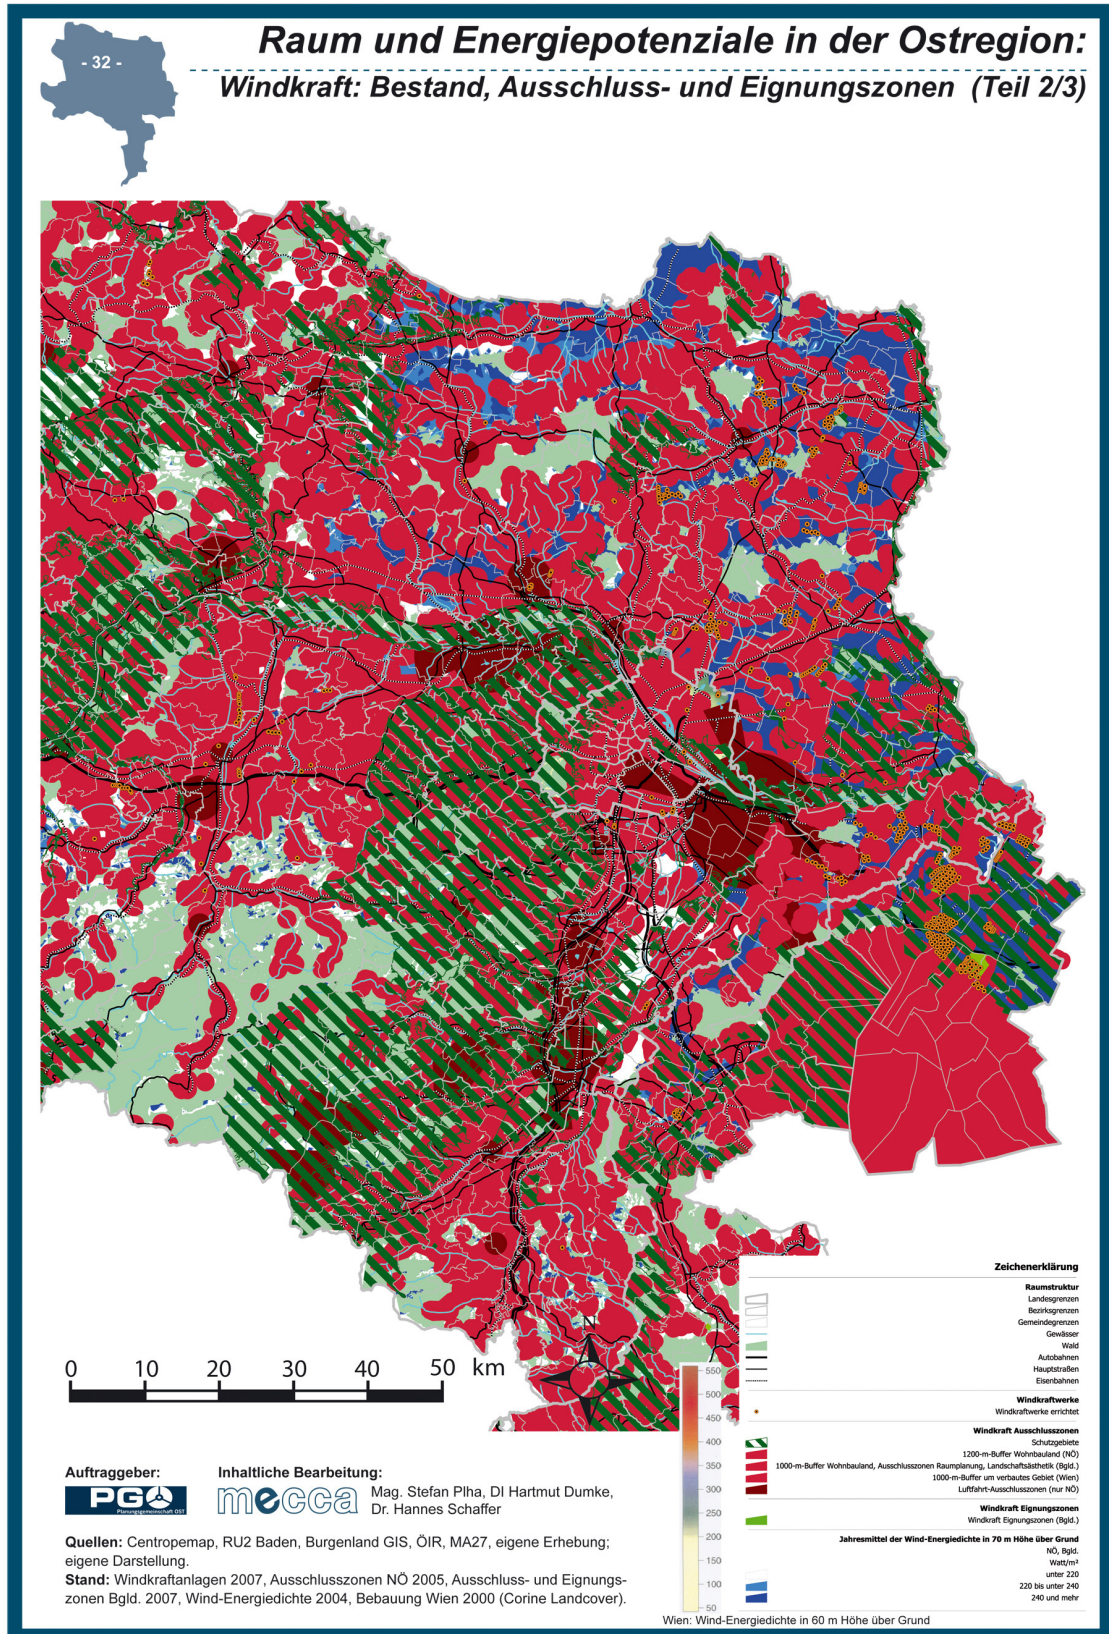 - 32 -
Raum und Energiepotenziale in der Ostregion:
Windkraft: Bestand, Ausschluss- und Eignungszonen (Teil 2/3)
N
0 10 20 30 40 50 km
550
500
450
400
350
300
250
200
150
100
50
Zeichenerklärung
Raumstruktur
Landesgrenzen
Bezirksgrenzen
Gemeindegrenzen
Gewässer
Wald
Autobahnen
Hauptstraßen
Eisenbahnen
Windkraftwerke
Windkraftwerke errichtet
Windkraft Ausschlusszonen
Schutzgebiete
1200-m-Buffer Wohnbauland (NÖ)
1000-m-Buffer Wohnbauland, Ausschlusszonen Raumplanung, Landschaftsästhetik (Bgld.)
1000-m-Buffer um verbautes Gebiet (Wien)
Luftfahrt-Ausschlusszonen (nur NÖ)
Windkraft Eignungszonen
Windkraft Eignungszonen (Bgld.)
Jahresmittel der Wind-Energiedichte in 70 m Höhe über Grund
NÖ, Bgld.
Watt/m²
unter 220
220 bis unter 240
240 und mehr
Wien: Wind-Energiedichte in 60 m Höhe über Grund
Auftraggeber:
PGO
Planungsgemeinschaft OST
Inhaltliche Bearbeitung:
mecca
Mag. Stefan Plha, DI Hartmut Dumke,
Dr. Hannes Schaffer
Quellen: Centropemap, RU2 Baden, Burgenland GIS, ÖIR, MA27, eigene Erhebung;
eigene Darstellung.
Stand: Windkraftanlagen 2007, Ausschlusszonen NÖ 2005, Ausschluss- und Eignungs-
zonen Bgld. 2007, Wind-Energiedichte 2004, Bebauung Wien 2000 (Corine Landcover).